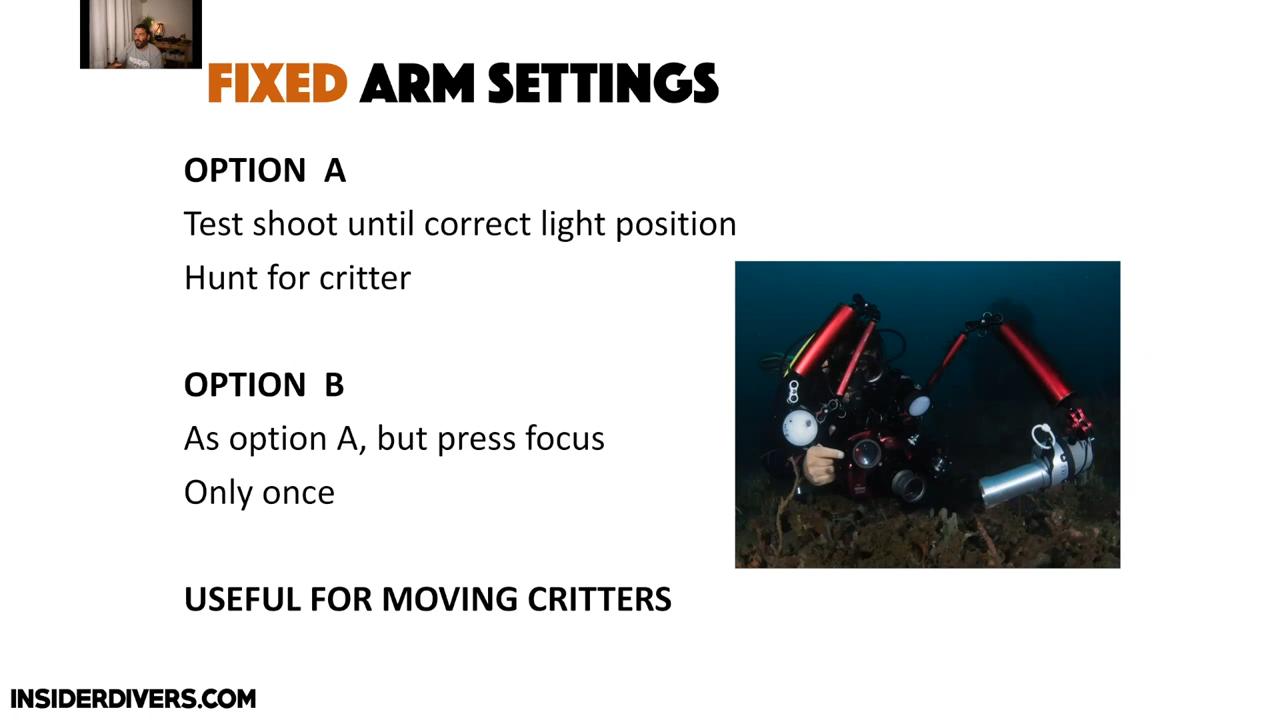 FIXED ARM SETTINGS
OPTION A
Test shoot until correct light position
Hunt for critter
OPTION B
As option A, but press focus
Only once
USEFUL FOR MOVING CRITTERS
INSIDERDIVERS.COM